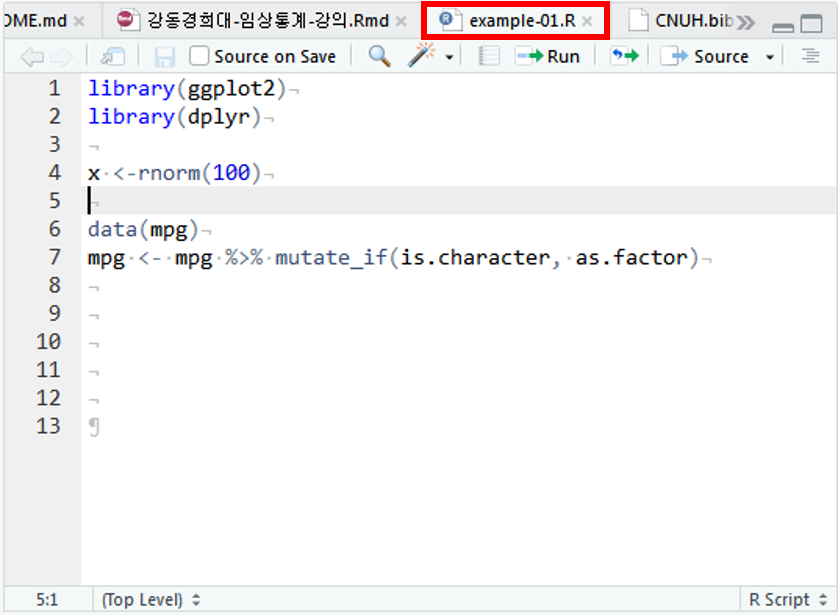 OME.md
강동경희대-임상통계-강의.Rmd
example-01.R
CNUH.bib
Source on Save
Run
Source
1 library(ggplot2)¬
2 library(dplyr)¬
3 ¬
4 x·<-rnorm(100)¬
5 ¬
6 data(mpg)¬
7 mpg·<-·mpg·%>%·mutate_if(is.character,·as.factor)¬
8 ¬
9 ¬
10 ¬
11 ¬
12 ¬
13 ¶
5:1
(Top Level)
R Script